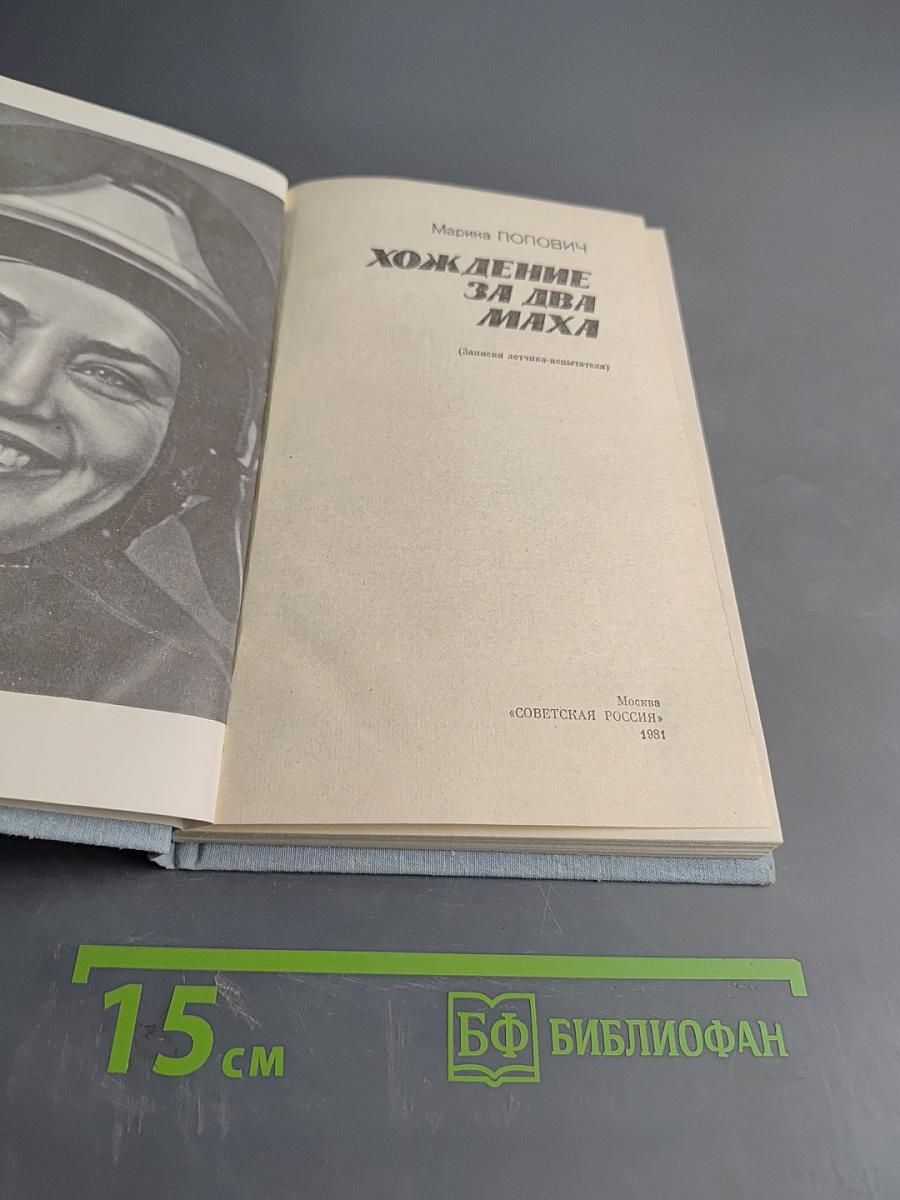 Марина ПОПОВИЧ
ХОЖДЕНИЕ
ЗА ДВА
МАХА
(Записки летчика-испытателя)
Москва
«СОВЕТСКАЯ РОССИЯ»
1981
15 см
БФ БИБЛИОФАН